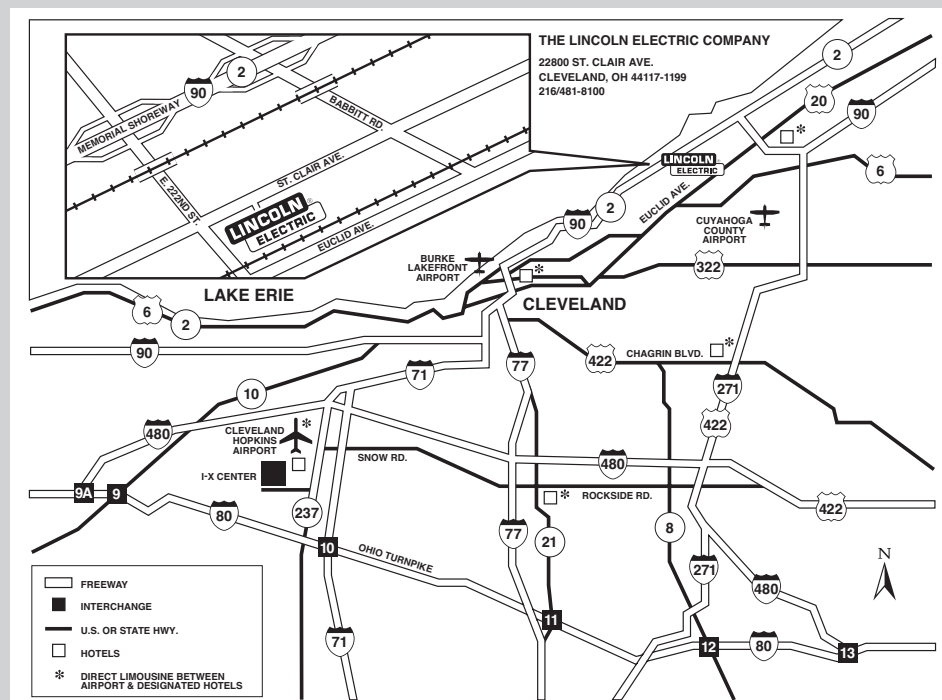 THE LINCOLN ELECTRIC COMPANY
22800 ST. CLAIR AVE.
CLEVELAND, OH 44117-1199
216/481-8100
2
90
MEMORIAL SHOREWAY
BABBITT RD.
E. 222ND ST.
ST. CLAIR AVE.
LINCOLN®
ELECTRIC
EUCLID AVE.
2
20
90
LINCOLN
ELECTRIC
6
2
EUCLID AVE.
90
CUYAHOGA
COUNTY
AIRPORT
BURKE
LAKEFRONT
AIRPORT
322
LAKE ERIE
CLEVELAND
6
2
90
71
77
422
CHAGRIN BLVD.
271
10
422
480
CLEVELAND
HOPKINS
AIRPORT
SNOW RD.
480
I-X CENTER
9A
9
ROCKSIDE RD.
422
80
237
77
21
8
10
OHIO TURNPIKE
271
480
N
11
71
12
80
13
FREEWAY
INTERCHANGE
U.S. OR STATE HWY.
HOTELS
* DIRECT LIMOUSINE BETWEEN
AIRPORT & DESIGNATED HOTELS